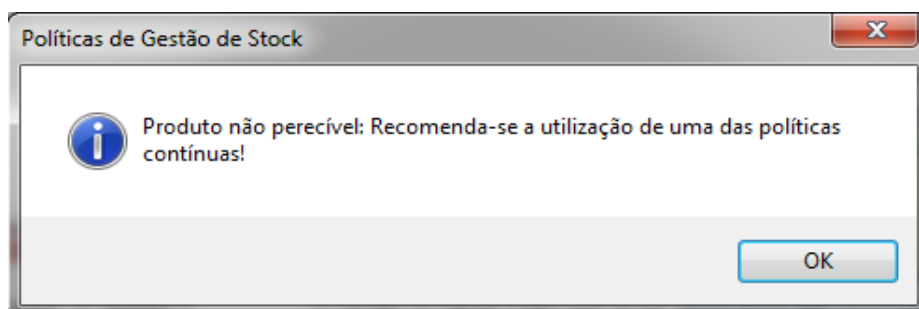 Políticas de Gestão de Stock
Produto não perecível: Recomenda-se a utilização de uma das políticas
contínuas!
OK